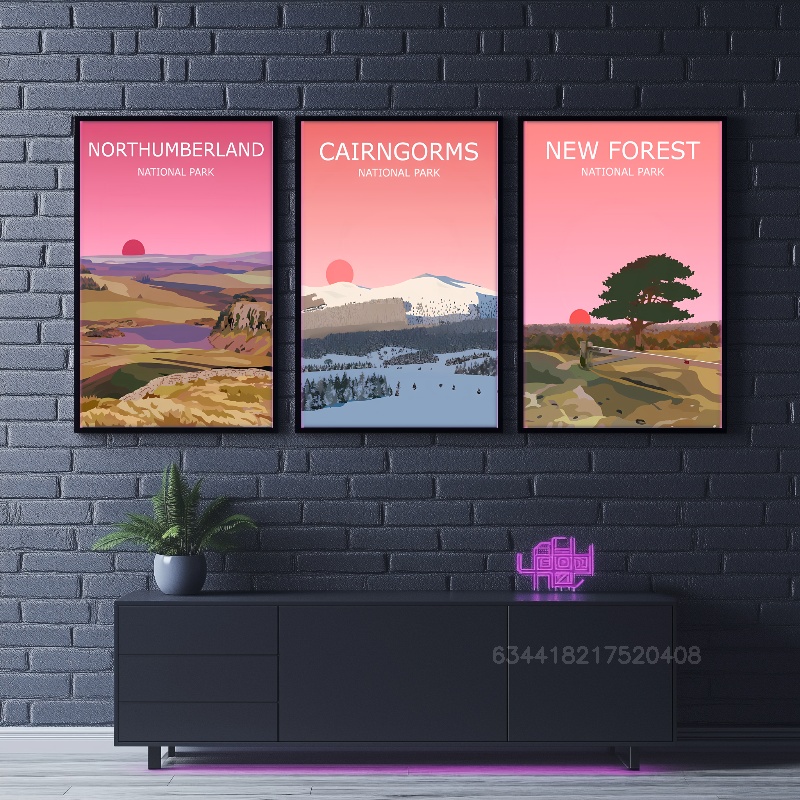 NORTHUMBERLAND
NATIONAL PARK
CAIRNGORMS
NATIONAL PARK
NEW FOREST
NATIONAL PARK
634418217520408